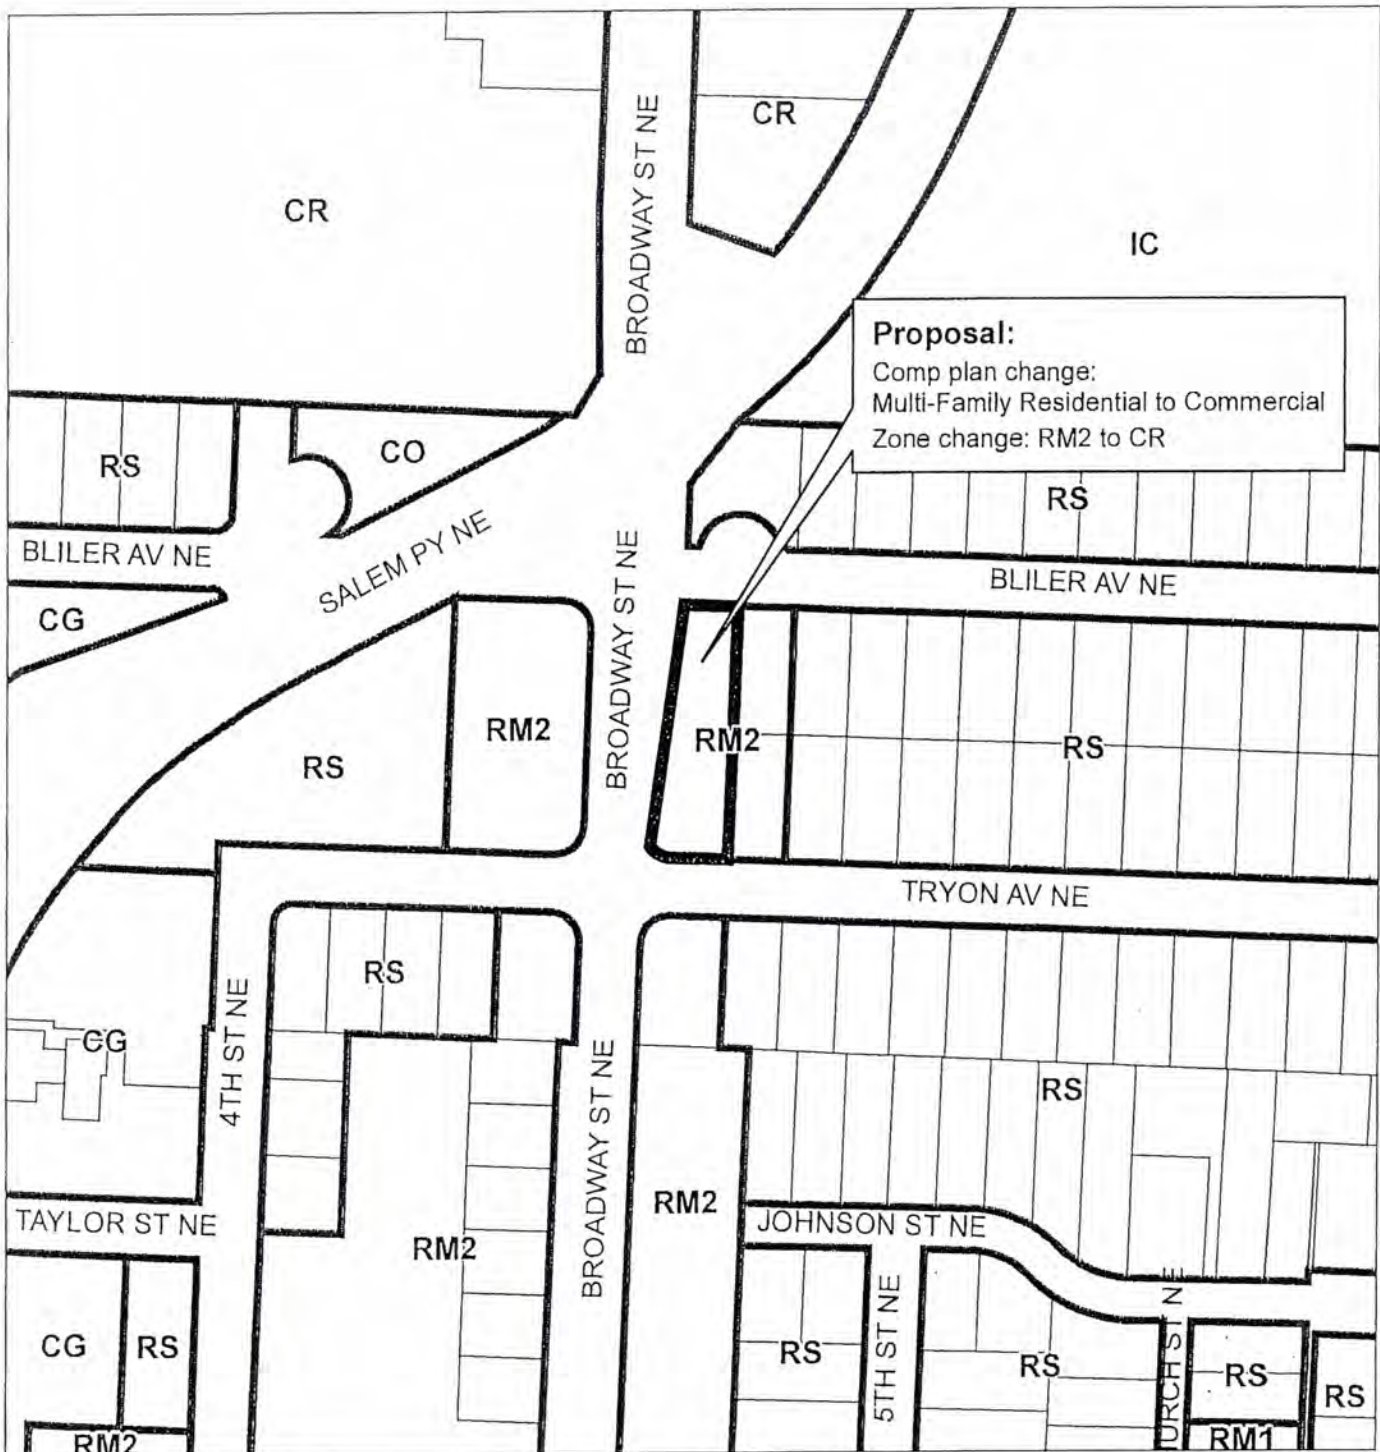 CR
BROADWAY ST NE
CR
IC
Proposal:
Comp plan change:
Multi-Family Residential to Commercial
Zone change: RM2 to CR
RS
CO
RS
BLILER AV NE
SALEM PY NE
BROADWAY ST NE
BLILER AV NE
CG
RS
RM2
RM2
RS
TRYON AV NE
RS
4TH ST NE
CG
BROADWAY ST NE
RS
TAYLOR ST NE
RM2
RM2
JOHNSON ST NE
CG
RS
5TH ST NE
RS
RS
URCH ST NE
RS
RS
RM2
RM1